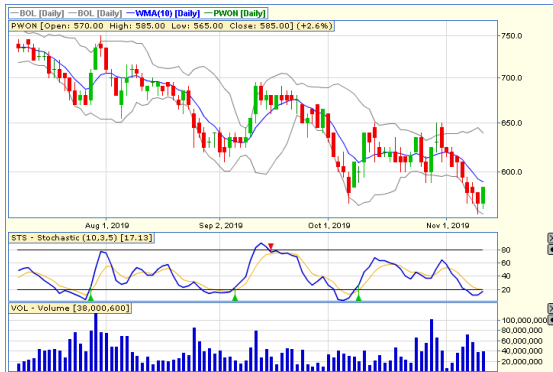 BOL [Daily] BOL [Daily] WMA(10) [Daily] PWON [Daily]
PWON [Open: 570.00 High: 585.00 Low: 565.00 Close: 585.00] (+2.6%)
750.0
700.0
650.0
600.0
Aug 1, 2019 Sep 2, 2019 Oct 1, 2019 Nov 1, 2019
STS - Stochastic (10,3,5) [17.13]
80
60
40
20
VOL - Volume [38,000,600]
100,000,000
80,000,000
60,000,000
40,000,000
20,000,000